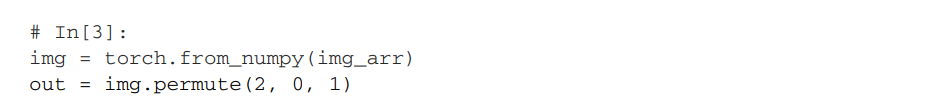 # In[3]:
img = torch.from_numpy(img_arr)
out = img.permute(2, 0, 1)